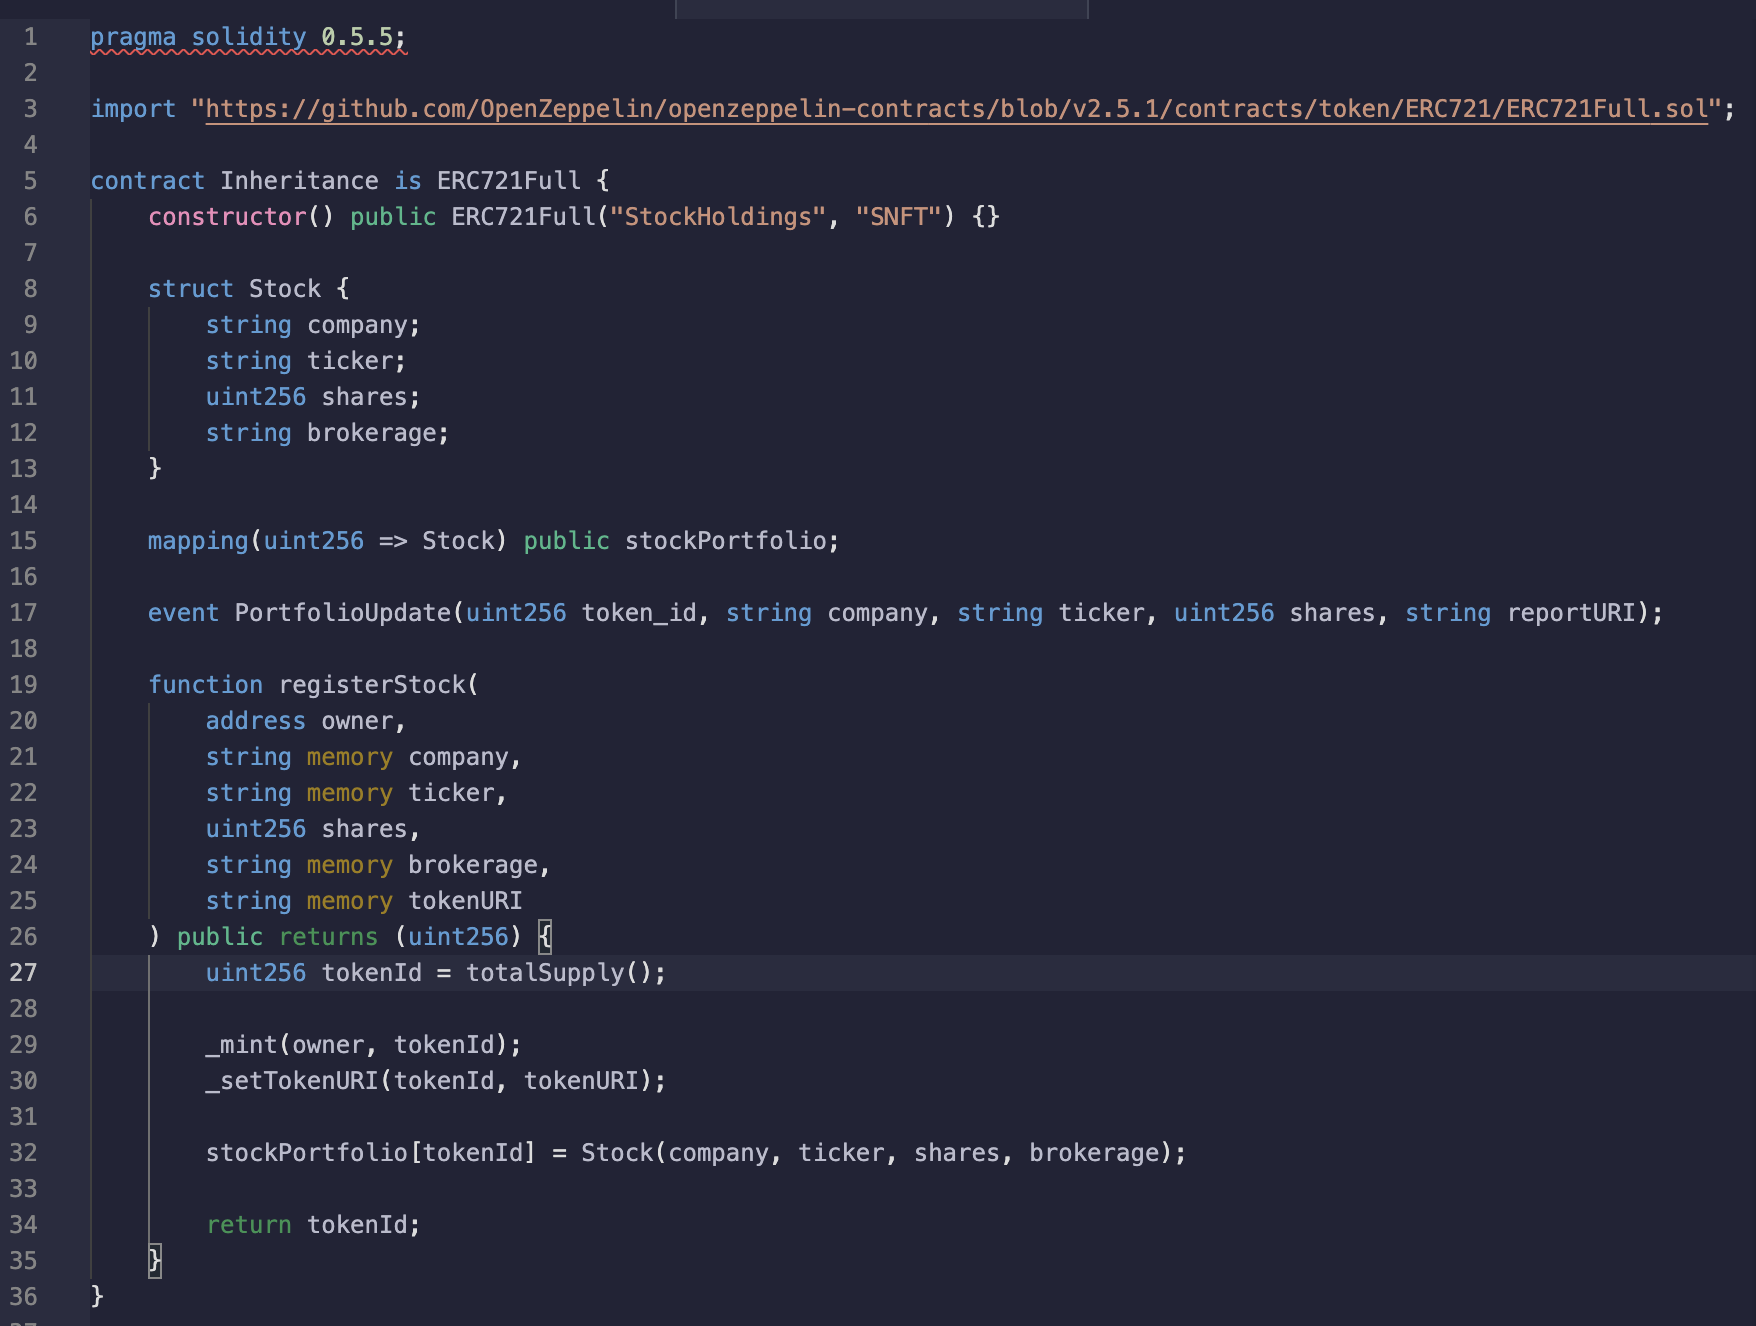 1 pragma solidity 0.5.5;
2
3 import "https://github.com/OpenZeppelin/openzeppelin-contracts/blob/v2.5.1/contracts/token/ERC721/ERC721Full.sol";
4
5 contract Inheritance is ERC721Full {
6     constructor() public ERC721Full("StockHoldings", "SNFT") {}
7
8     struct Stock {
9         string company;
10         string ticker;
11         uint256 shares;
12         string brokerage;
13     }
14
15     mapping(uint256 => Stock) public stockPortfolio;
16
17     event PortfolioUpdate(uint256 token_id, string company, string ticker, uint256 shares, string reportURI);
18
19     function registerStock(
20         address owner,
21         string memory company,
22         string memory ticker,
23         uint256 shares,
24         string memory brokerage,
25         string memory tokenURI
26     ) public returns (uint256) {
27         uint256 tokenId = totalSupply();
28
29         _mint(owner, tokenId);
30         _setTokenURI(tokenId, tokenURI);
31
32         stockPortfolio[tokenId] = Stock(company, ticker, shares, brokerage);
33
34         return tokenId;
35     }
36 }